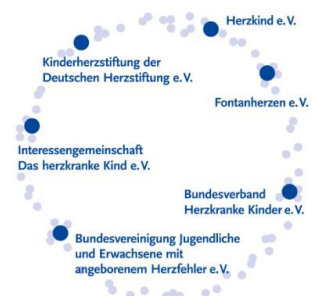 Herzkind e. V.
Kinderherzstiftung der
Deutschen Herzstiftung e. V.
Fontanherzen e. V.
Interessengemeinschaft
Das herzkranke Kind e. V.
Bundesverband
Herzkranke Kinder e. V.
Bundesvereinigung Jugendliche
und Erwachsene mit
angeborenem Herzfehler e. V.